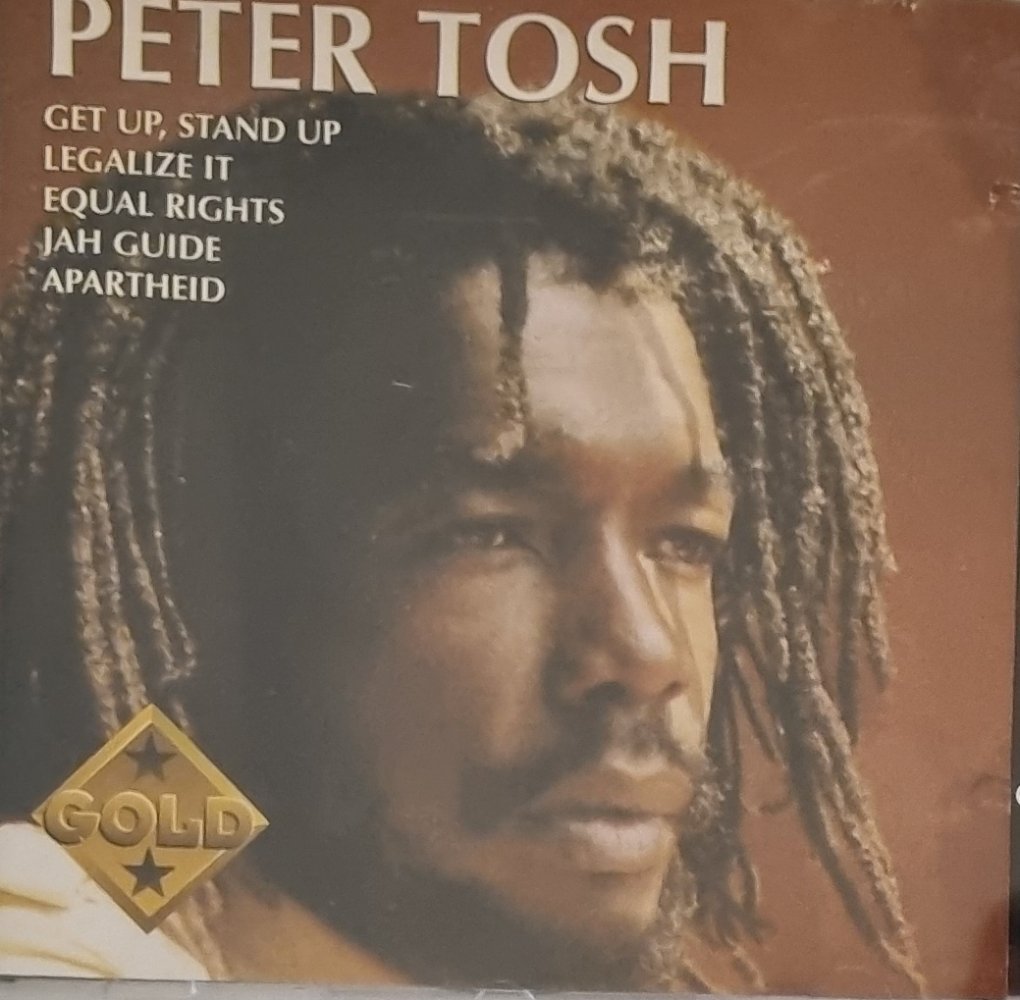 PETER TOSH
GET UP, STAND UP
LEGALIZE IT
EQUAL RIGHTS
JAH GUIDE
APARTHEID
GOLD